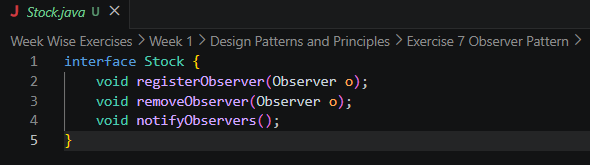 J Stock.java U ×
Week Wise Exercises > Week 1 > Design Patterns and Principles > Exercise 7 Observer Pattern >
1 interface Stock {
2     void registerObserver(Observer o);
3     void removeObserver(Observer o);
4     void notifyObservers();
5 }